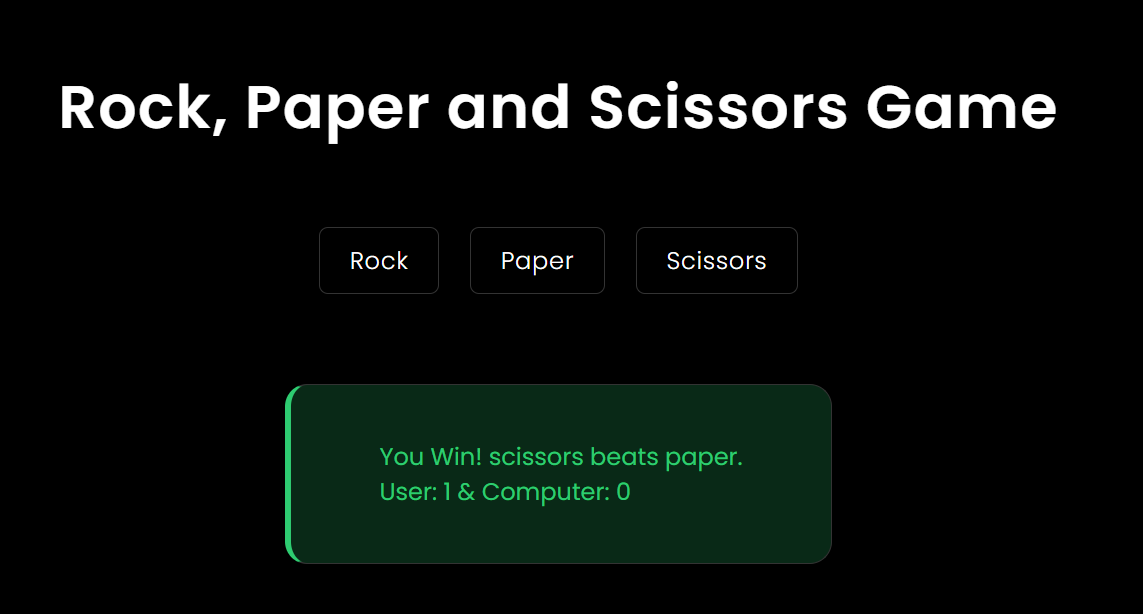 Rock, Paper and Scissors Game
Rock
Paper
Scissors
You Win! scissors beats paper.
User: 1 & Computer: 0